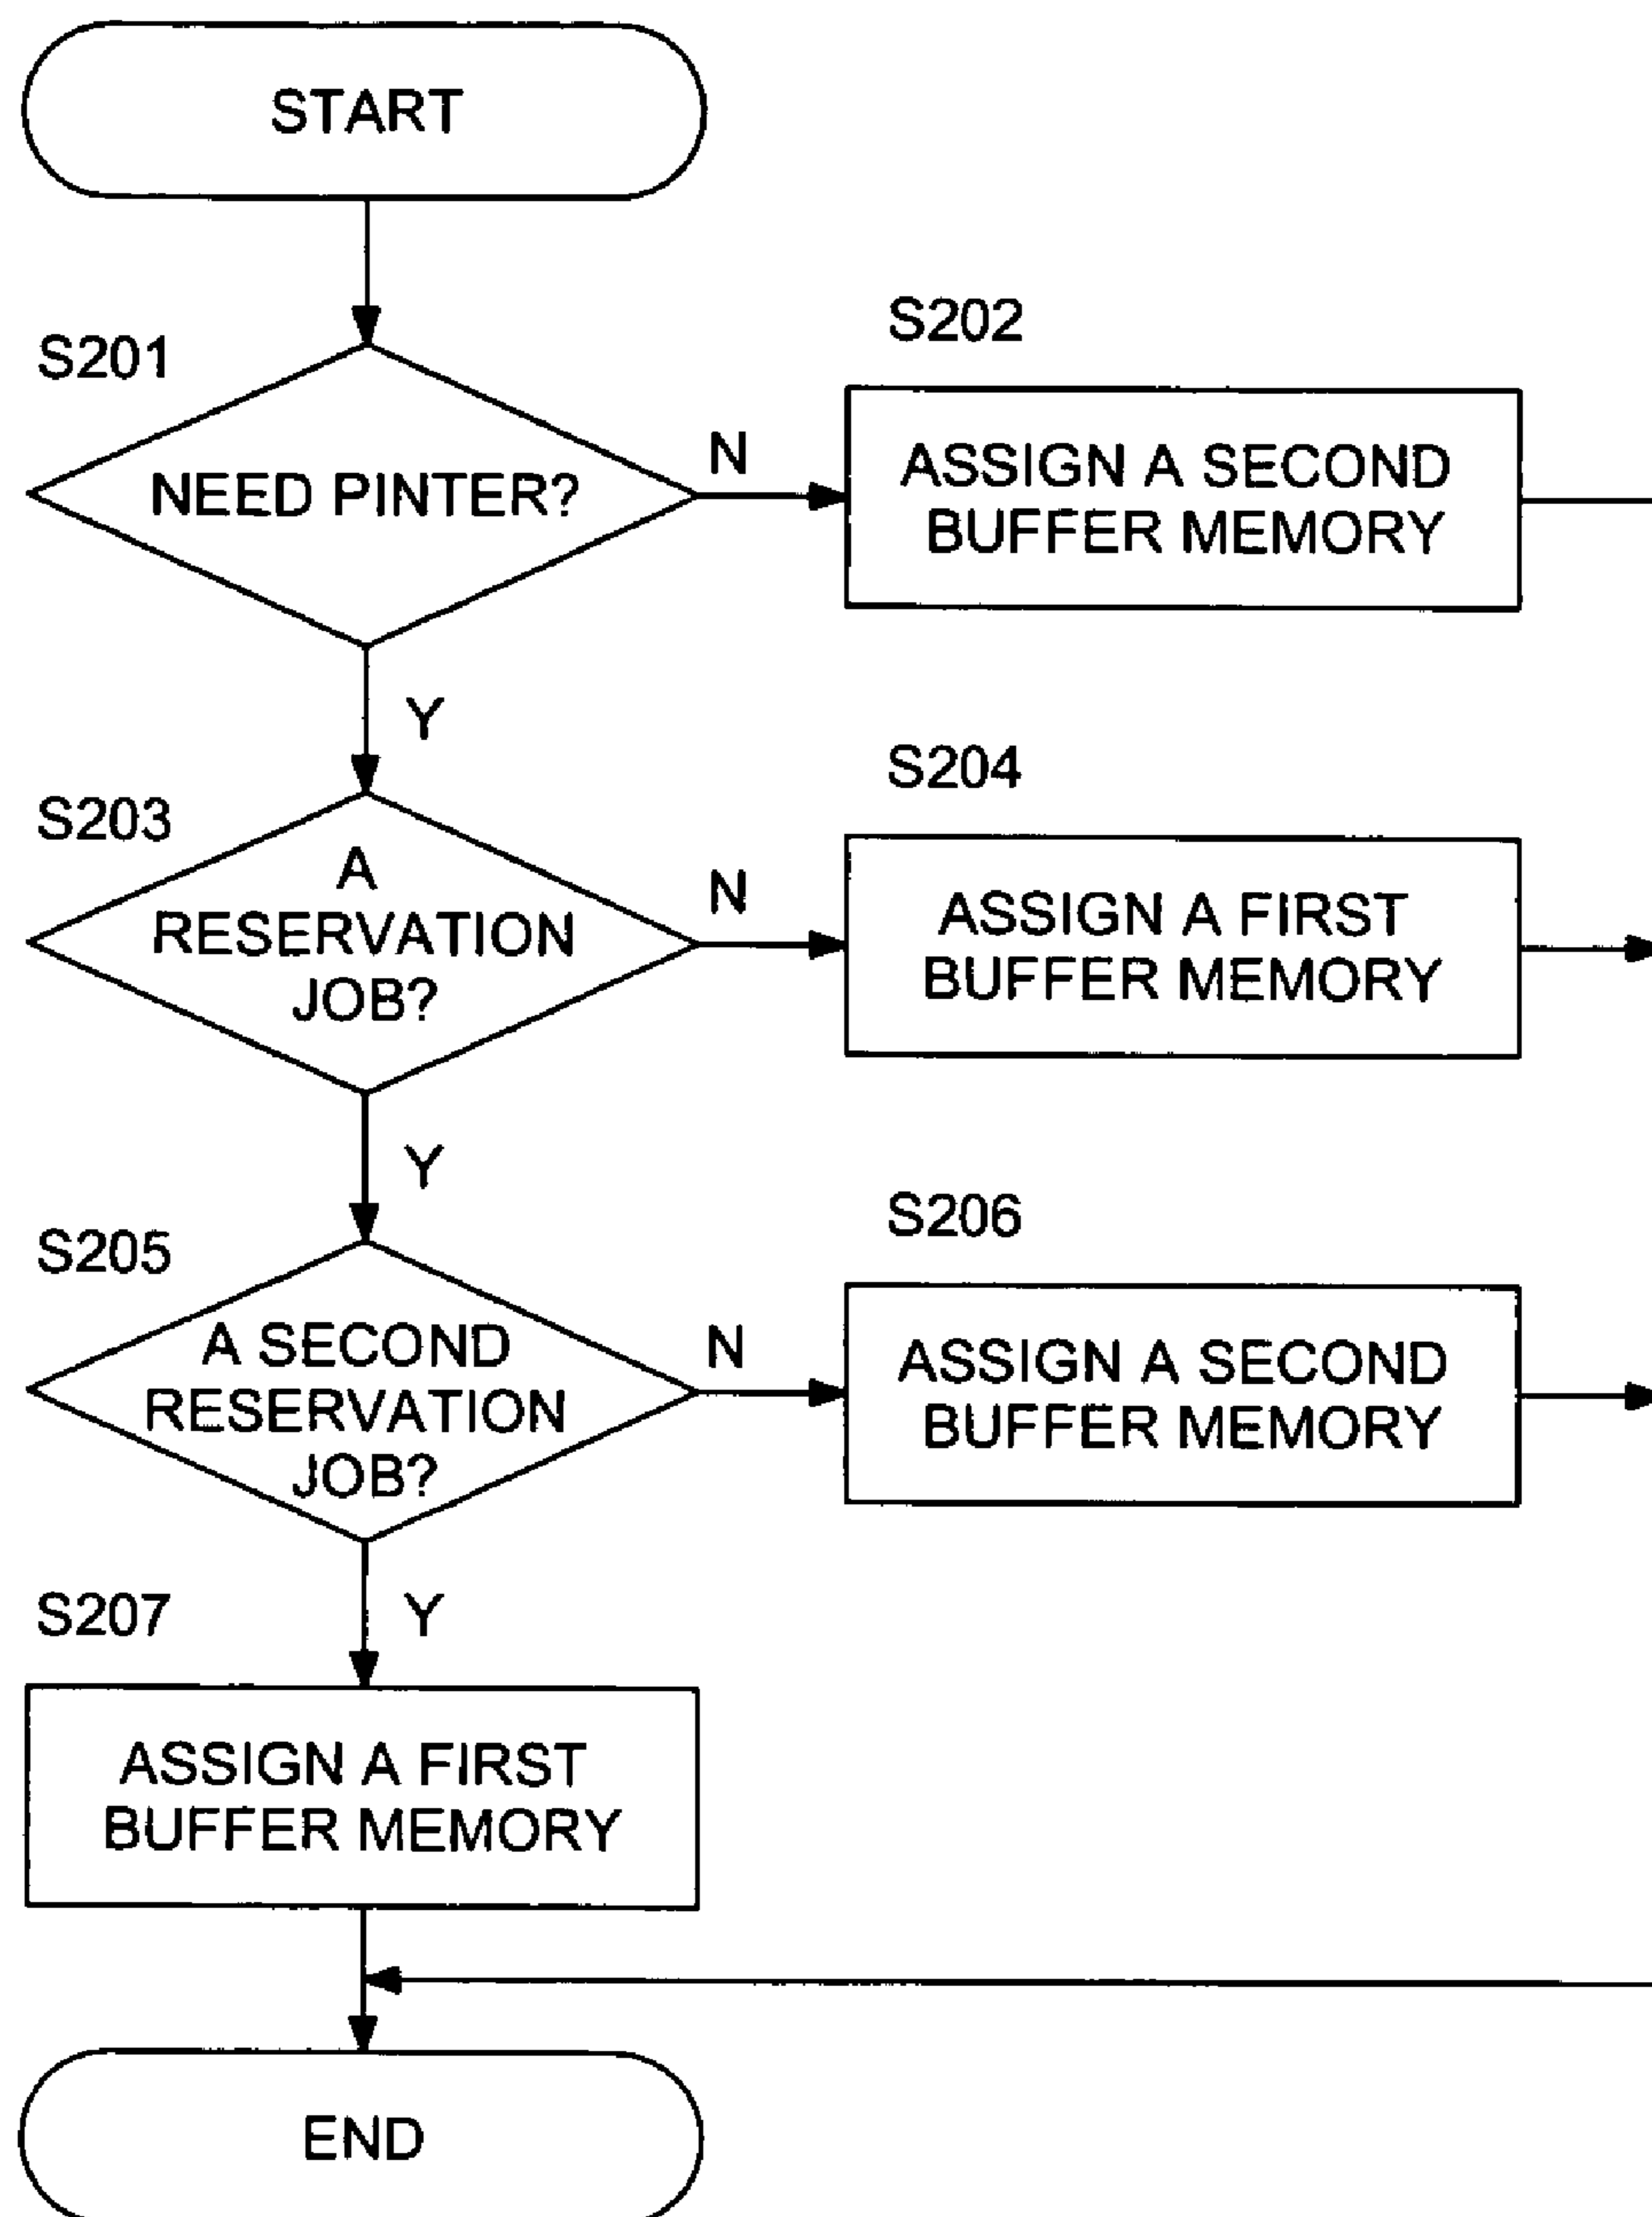 START
S201
NEED PINTER?
N
S202
ASSIGN A SECOND
BUFFER MEMORY
Y
S203
A
RESERVATION
JOB?
N
S204
ASSIGN A FIRST
BUFFER MEMORY
Y
S205
A SECOND
RESERVATION
JOB?
N
S206
ASSIGN A SECOND
BUFFER MEMORY
Y
S207
ASSIGN A FIRST
BUFFER MEMORY
END